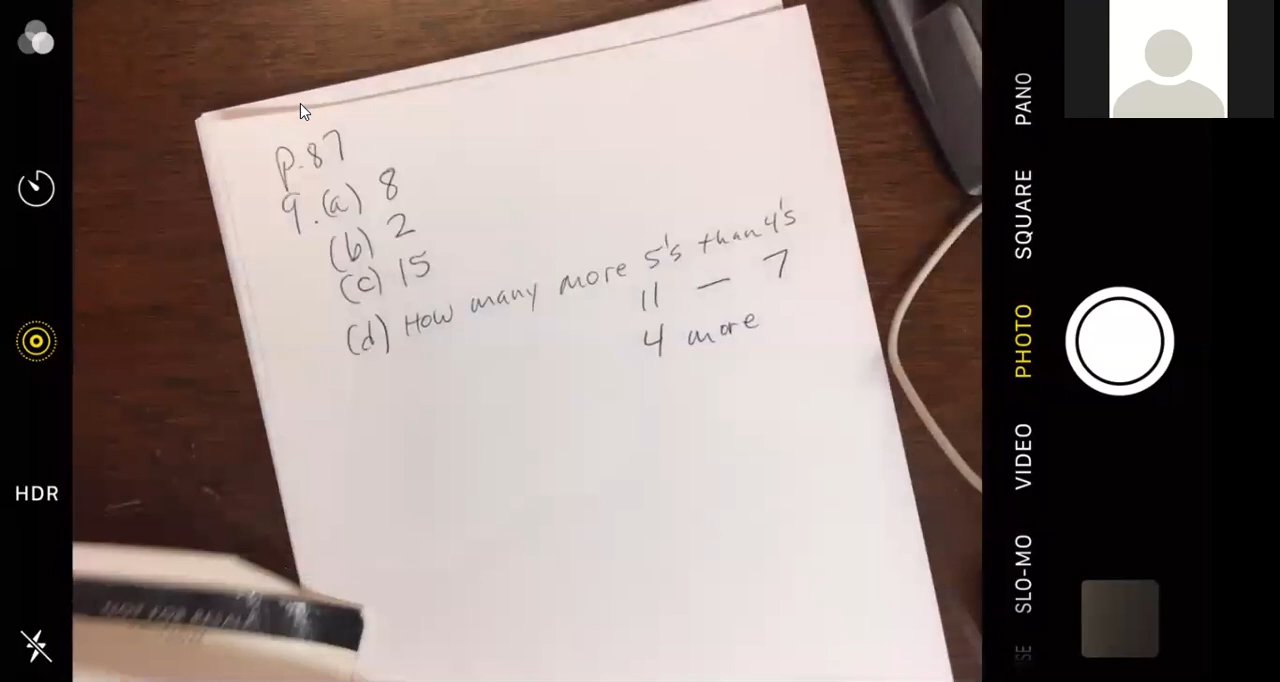 p.87
9.(a) 8
(b) 2
(c) 15
(d) How many more 5's than 4's
11 — 7
4 more
HDR
PANO
SQUARE
PHOTO
VIDEO
SLO-MO
SE